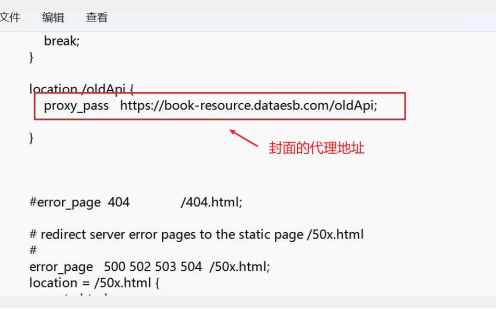 文件 编辑 查看
break;
}
location /oldApi {
proxy_pass https://book-resource.dataesb.com/oldApi;
}
封面的代理地址
#error_page 404 /404.html;
# redirect server error pages to the static page /50x.html
#
error_page 500 502 503 504 /50x.html;
location = /50x.html {